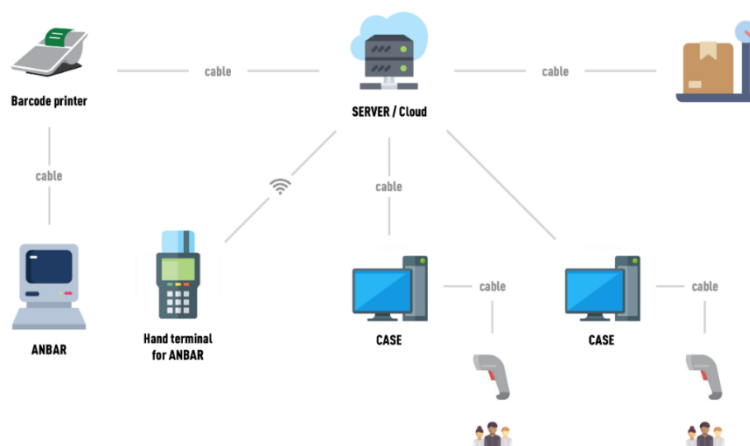 cable
cable
Barcode printer
SERVER / Cloud
cable
cable
cable
cable
Hand terminal
for ANBAR
CASE
CASE
ANBAR